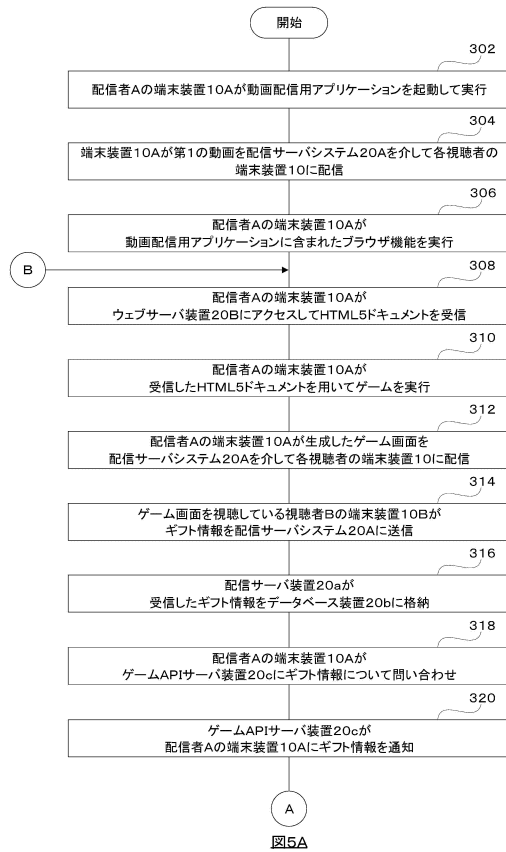 開始
302
配信者Aの端末装置10Aが動画配信用アプリケーションを起動して実行
304
端末装置10Aが第1の動画を配信サーバシステム20Aを介して各視聴者の
端末装置10に配信
306
配信者Aの端末装置10Aが
動画配信用アプリケーションに含まれたブラウザ機能を実行
B
308
配信者Aの端末装置10Aが
ウェブサーバ装置20BにアクセスしてHTML5ドキュメントを受信
310
配信者Aの端末装置10Aが
受信したHTML5ドキュメントを用いてゲームを実行
312
配信者Aの端末装置10Aが生成したゲーム画面を
配信サーバシステム20Aを介して各視聴者の端末装置10に配信
314
ゲーム画面を視聴している視聴者Bの端末装置10Bが
ギフト情報を配信サーバシステム20Aに送信
316
配信サーバ装置20aが
受信したギフト情報をデータベース装置20bに格納
318
配信者Aの端末装置10Aが
ゲームAPIサーバ装置20cにギフト情報について問い合わせ
320
ゲームAPIサーバ装置20cが
配信者Aの端末装置10Aにギフト情報を通知
A
図5A